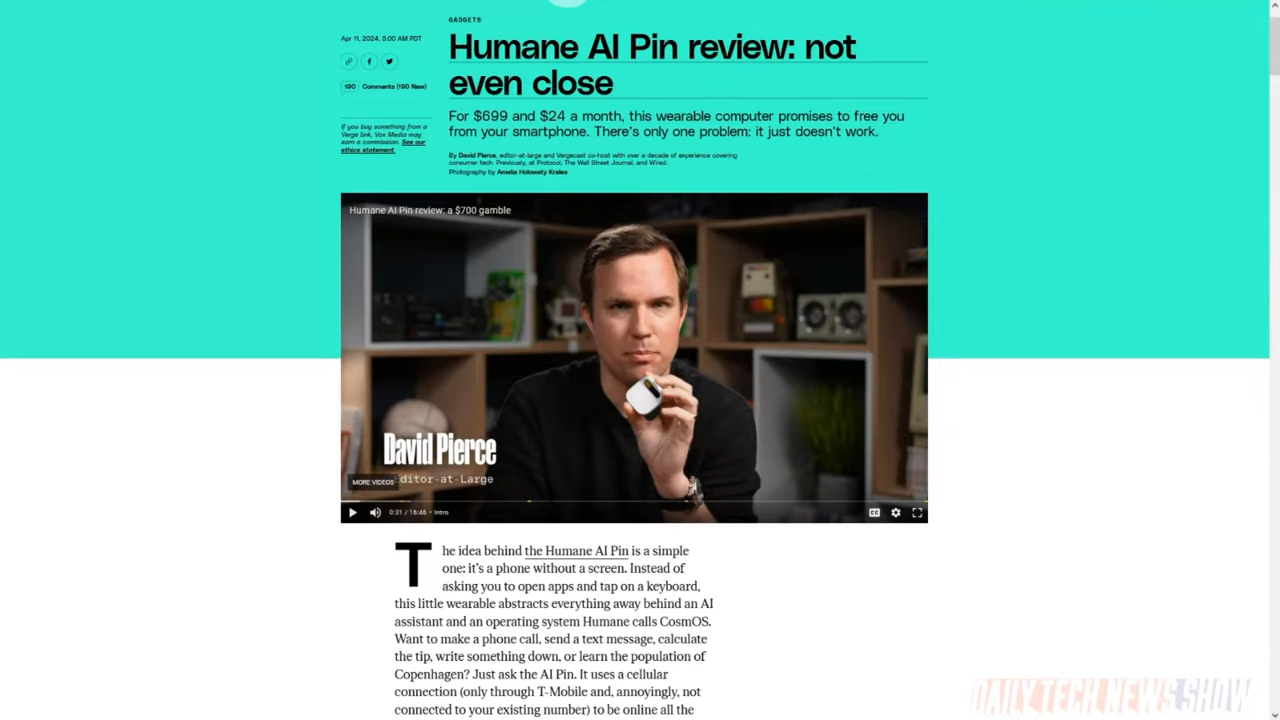 GADGETS
Apr 11, 2024, 5:00 AM PDT
Humane AI Pin review: not
even close
190 Comments (190 New)
For $699 and $24 a month, this wearable computer promises to free you
from your smartphone. There's only one problem: it just doesn't work.
If you buy something from a
Verge link, Vox Media may
earn a commission. See our
ethics statement.
By David Pierce, editor-at-large and Vergecast co-host with over a decade of experience covering
consumer tech. Previously, at Protocol, The Wall Street Journal, and Wired.
Photography by Amelia Holowaty Krales
Humane AI Pin review: a $700 gamble
David Pierce
MORE VIDEOS
ditor-at-Large
0:31 / 16:46 • Intro
CC
The idea behind the Humane AI Pin is a simple
one: it's a phone without a screen. Instead of
asking you to open apps and tap on a keyboard,
this little wearable abstracts everything away behind an AI
assistant and an operating system Humane calls CosmOS.
Want to make a phone call, send a text message, calculate
the tip, write something down, or learn the population of
Copenhagen? Just ask the AI Pin. It uses a cellular
connection (only through T-Mobile and, annoyingly, not
connected to your existing number) to be online all the
DAILY TECH NEWS SHOW